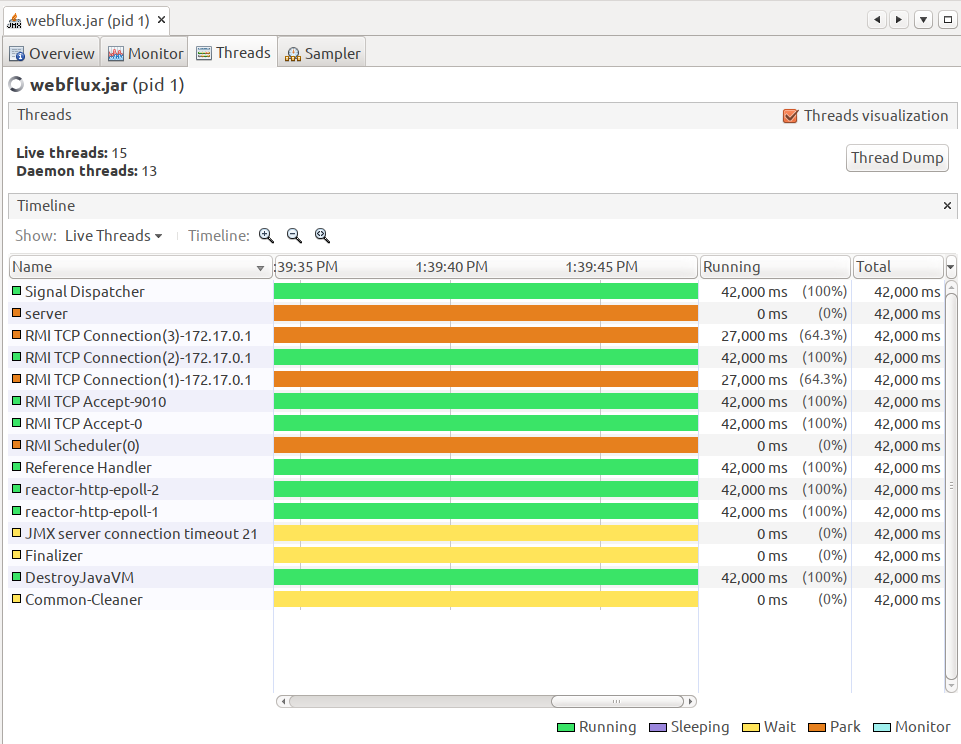 webflux.jar (pid 1)
Overview Monitor Threads Sampler
webflux.jar (pid 1)
Threads Threads visualization
Live threads: 15
Daemon threads: 13
Thread Dump
Timeline
Show: Live Threads Timeline:
Name :39:35 PM 1:39:40 PM 1:39:45 PM Running Total
Signal Dispatcher 42,000 ms (100%) 42,000 ms
server 0 ms (0%) 42,000 ms
RMI TCP Connection(3)-172.17.0.1 27,000 ms (64.3%) 42,000 ms
RMI TCP Connection(2)-172.17.0.1 42,000 ms (100%) 42,000 ms
RMI TCP Connection(1)-172.17.0.1 27,000 ms (64.3%) 42,000 ms
RMI TCP Accept-9010 42,000 ms (100%) 42,000 ms
RMI TCP Accept-0 42,000 ms (100%) 42,000 ms
RMI Scheduler(0) 0 ms (0%) 42,000 ms
Reference Handler 42,000 ms (100%) 42,000 ms
reactor-http-epoll-2 42,000 ms (100%) 42,000 ms
reactor-http-epoll-1 42,000 ms (100%) 42,000 ms
JMX server connection timeout 21 0 ms (0%) 42,000 ms
Finalizer 0 ms (0%) 42,000 ms
DestroyJavaVM 42,000 ms (100%) 42,000 ms
Common-Cleaner 0 ms (0%) 42,000 ms
Running Sleeping Wait Park Monitor